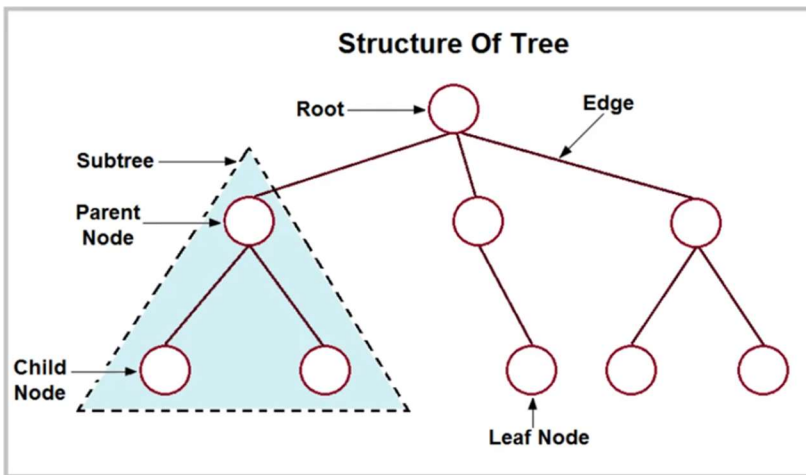 Structure Of Tree
Root
Edge
Subtree
Parent
Node
Child
Node
Leaf Node